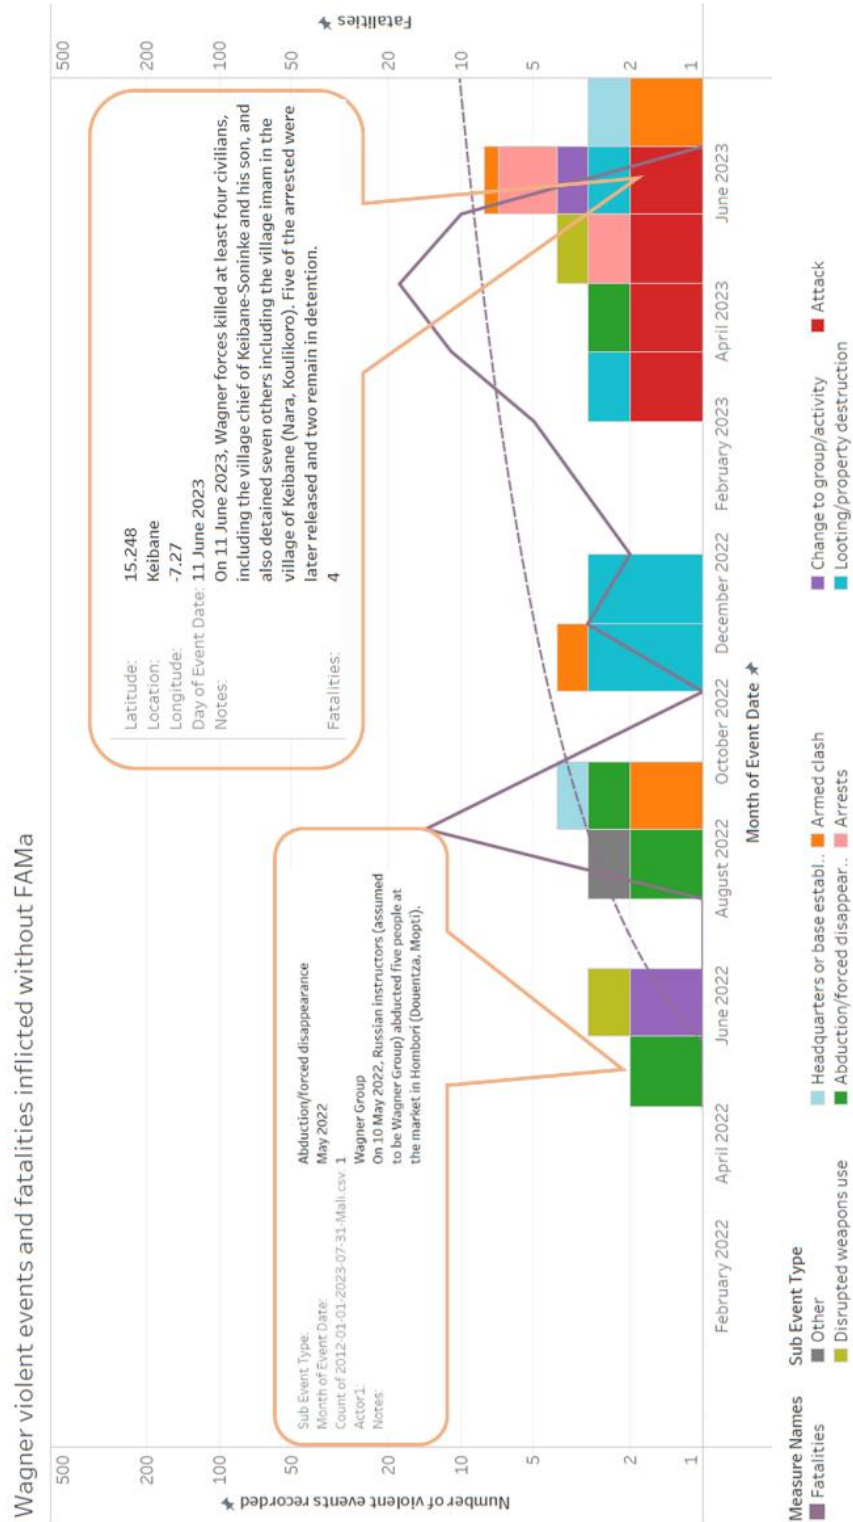 Wagner violent events and fatalities inflicted without FAMa
Number of violent events recorded
500
200
100
50
20
10
5
2
1
Sub Event Type: Abduction/forced disappearance
Month of Event Date: May 2022
Count of 2012-01-01-2023-07-31-Mali.csv: 1
Actor1: Wagner Group
Notes: On 10 May 2022, Russian instructors (assumed
to be Wagner Group) abducted five people at
the market in Hombori (Douentza, Mopti).
Latitude: 15.248
Location: Keibane
Longitude: -7.27
Day of Event Date: 11 June 2023
Notes: On 11 June 2023, Wagner forces killed at least four civilians,
including the village chief of Keibane-Soninke and his son, and
also detained seven others including the village imam in the
village of Keibane (Nara, Koulikoro). Five of the arrested were
later released and two remain in detention.
Fatalities: 4
Fatalities
500
200
100
50
20
10
5
2
1
February 2022 April 2022 June 2022 August 2022 October 2022 December 2022 February 2023 April 2023 June 2023
Month of Event Date
Measure Names
Fatalities
Sub Event Type
Other
Disrupted weapons use
Headquarters or base establ..
Abduction/forced disappear..
Armed clash
Arrests
Change to group/activity
Looting/property destruction
Attack